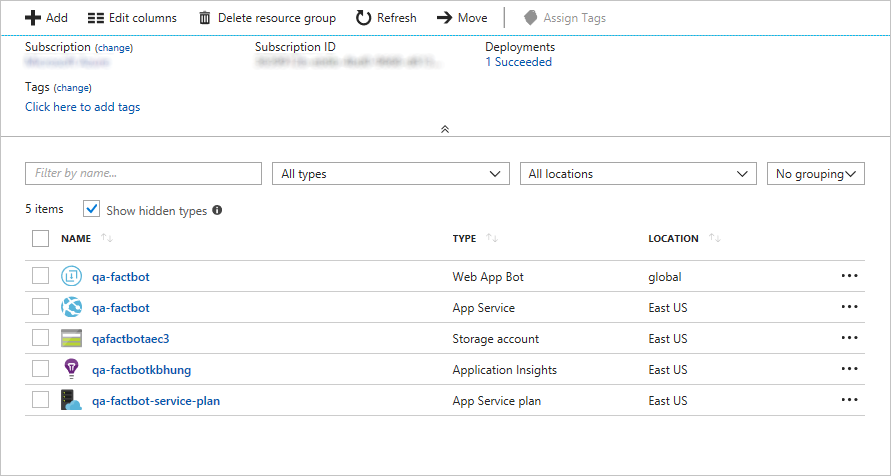 Add Edit columns Delete resource group Refresh Move Assign Tags
Subscription (change) Subscription ID Deployments
1 Succeeded
Tags (change)
Click here to add tags
Filter by name... All types All locations No grouping
5 items Show hidden types
NAME TYPE LOCATION
qa-factbot Web App Bot global
qa-factbot App Service East US
qafactbotaec3 Storage account East US
qa-factbotkbhung Application Insights East US
qa-factbot-service-plan App Service plan East US